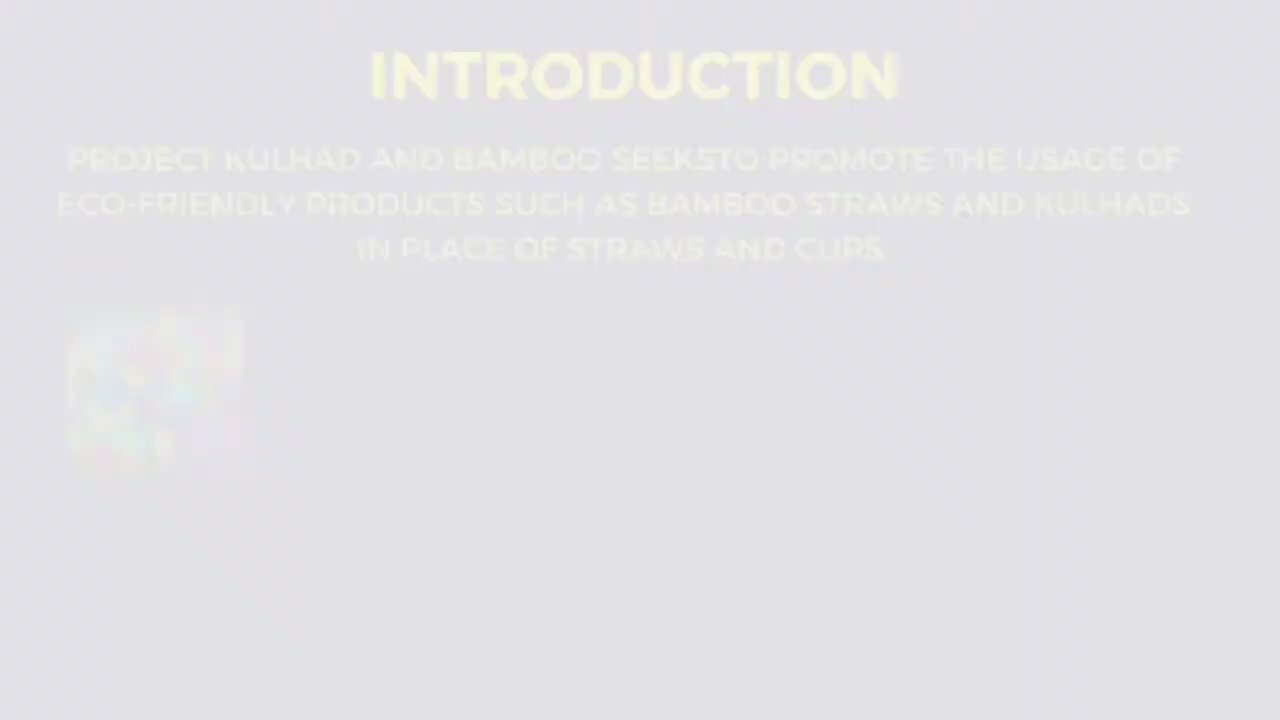 INTRODUCTION
PROJECT KULHAD AND BAMBOO SEEKSTO PROMOTE THE USAGE OF
ECO-FRIENDLY PRODUCTS SUCH AS BAMBOO STRAWS AND KULHADS
IN PLACE OF STRAWS AND CUPS